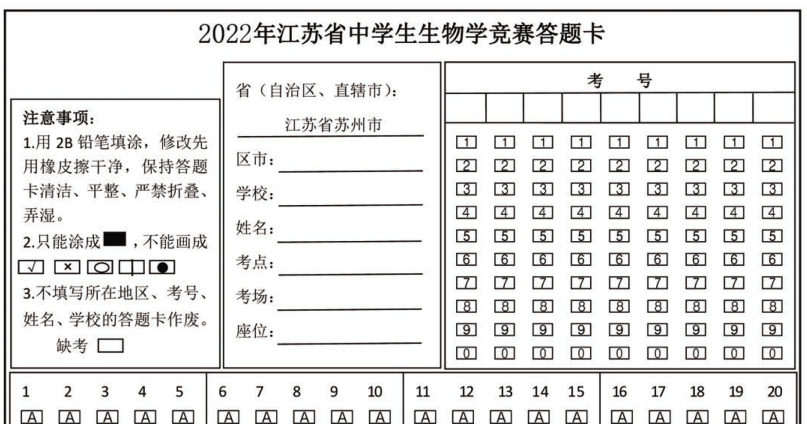 2022年江苏省中学生生物学竞赛答题卡
注意事项:
1.用 2B 铅笔填涂，修改先
用橡皮擦干净，保持答题
卡清洁、平整、严禁折叠、
弄湿。
2.只能涂成 ，不能画成
√ × 
3.不填写所在地区、考号、
姓名、学校的答题卡作废。
缺考
省（自治区、直辖市）:
江苏省苏州市
区市:
学校:
姓名:
考点:
考场:
座位:
考 号
1 1 1 1 1 1 1 1 1
2 2 2 2 2 2 2 2 2
3 3 3 3 3 3 3 3 3
4 4 4 4 4 4 4 4 4
5 5 5 5 5 5 5 5 5
6 6 6 6 6 6 6 6 6
7 7 7 7 7 7 7 7 7
8 8 8 8 8 8 8 8 8
9 9 9 9 9 9 9 9 9
0 0 0 0 0 0 0 0 0
1 2 3 4 5 6 7 8 9 10 11 12 13 14 15 16 17 18 19 20
A A A A A A A A A A A A A A A A A A A A